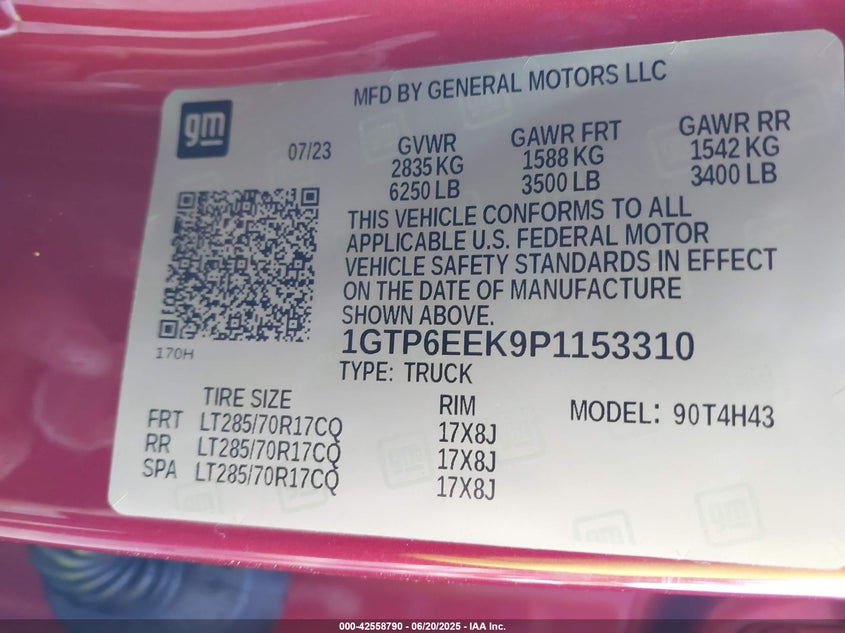 MFD BY GENERAL MOTORS LLC
gm
07/23
GVWR
2835 KG
6250 LB
GAWR FRT
1588 KG
3500 LB
GAWR RR
1542 KG
3400 LB
THIS VEHICLE CONFORMS TO ALL
APPLICABLE U.S. FEDERAL MOTOR
VEHICLE SAFETY STANDARDS IN EFFECT
ON THE DATE OF MANUFACTURE
SHOWN ABOVE.
170H
1GTP6EEK9P1153310
TYPE: TRUCK
TIRE SIZE
RIM
MODEL: 90T4H43
FRT LT285/70R17CQ 17X8J
RR LT285/70R17CQ 17X8J
SPA LT285/70R17CQ 17X8J
gm
000-42558790 - 06/20/2025 - IAA Inc.